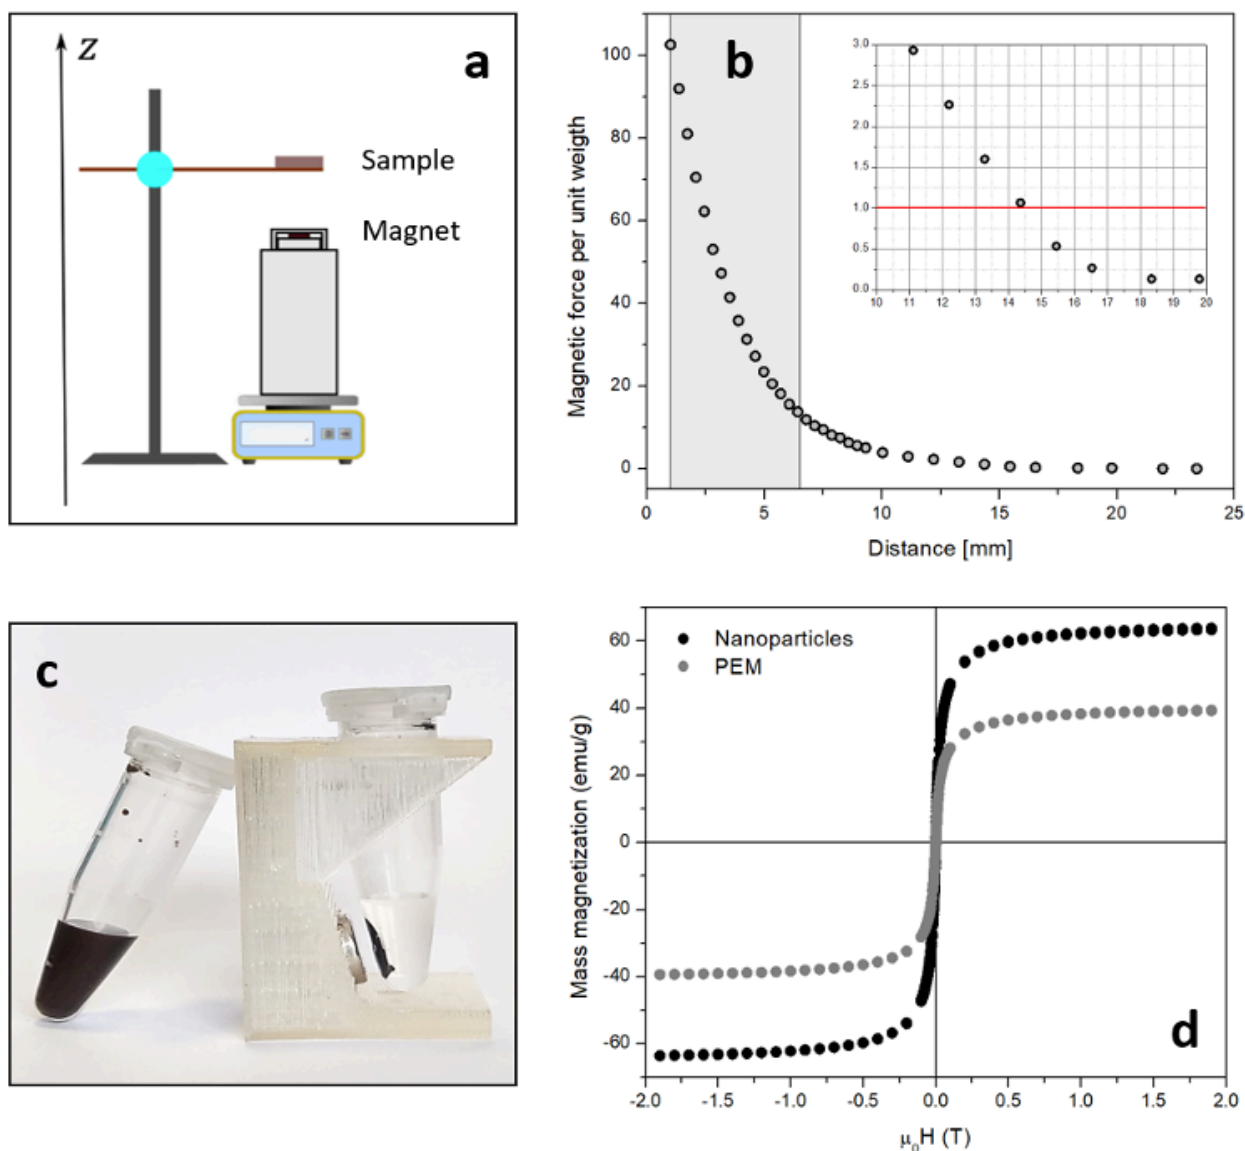 z
a
Sample
Magnet
b
Magnetic force per unit weigth
100
80
60
40
20
0
0 5 10 15 20 25
Distance [mm]
3.0
2.5
2.0
1.5
1.0
0.5
0.0
10 11 12 13 14 15 16 17 18 19 20
c
d
Nanoparticles
PEM
Mass magnetization (emu/g)
60
40
20
0
-20
-40
-60
-2.0 -1.5 -1.0 -0.5 0.0 0.5 1.0 1.5 2.0
μ₀H (T)